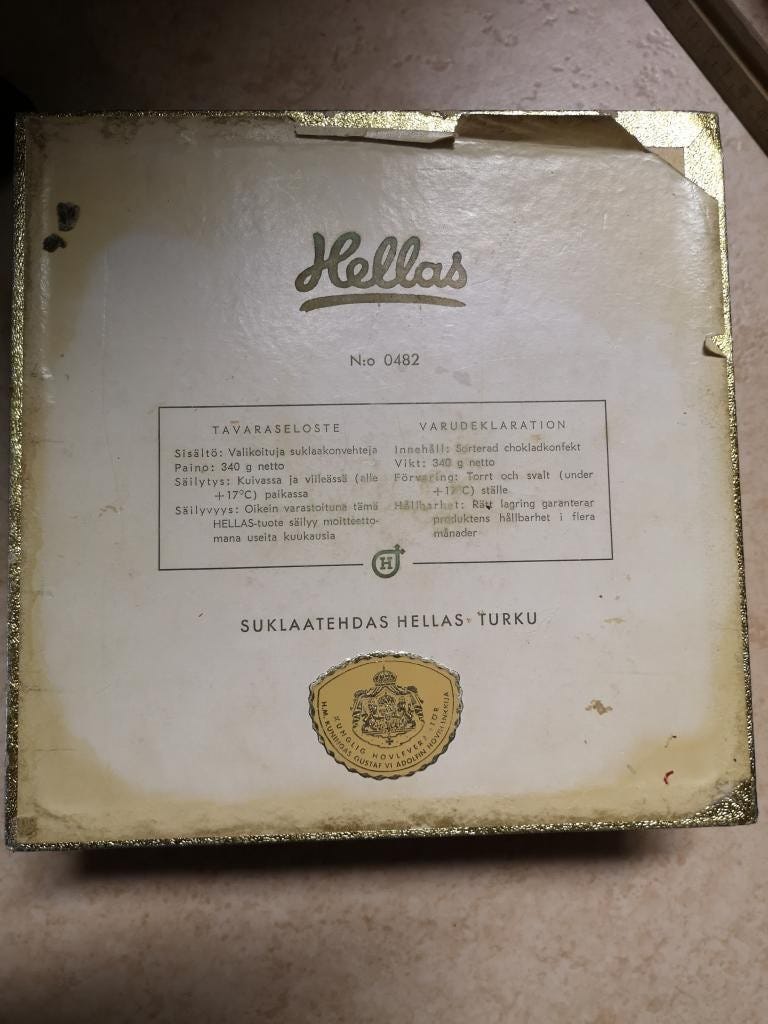 Hellas
N:o 0482
TAVARASELOSTE
Sisältö: Valikoituja suklaakonvehteja
Paino: 340 g netto
Säilytys: Kuivassa ja viileässä (alle
+17°C) paikassa
Säilyvyys: Oikein varastoituna tämä
HELLAS-tuote säilyy moitteetto-
mana useita kuukausia
VARUDEKLARATION
Innehåll: Sorterad chokladkonfekt
Vikt: 340 g netto
Förvaring: Torrt och svalt (under
+17°C) ställe
Hållbarhet: Rätt lagring garanterar
produktens hållbarhet i flera
månader
H
SUKLAATEHDAS HELLAS TURKU
KUNGLIG HOVLEVERANTÖR
H.M. KUNINGAS GUSTAF VI ADOLFIN HOVIHANKKIJA